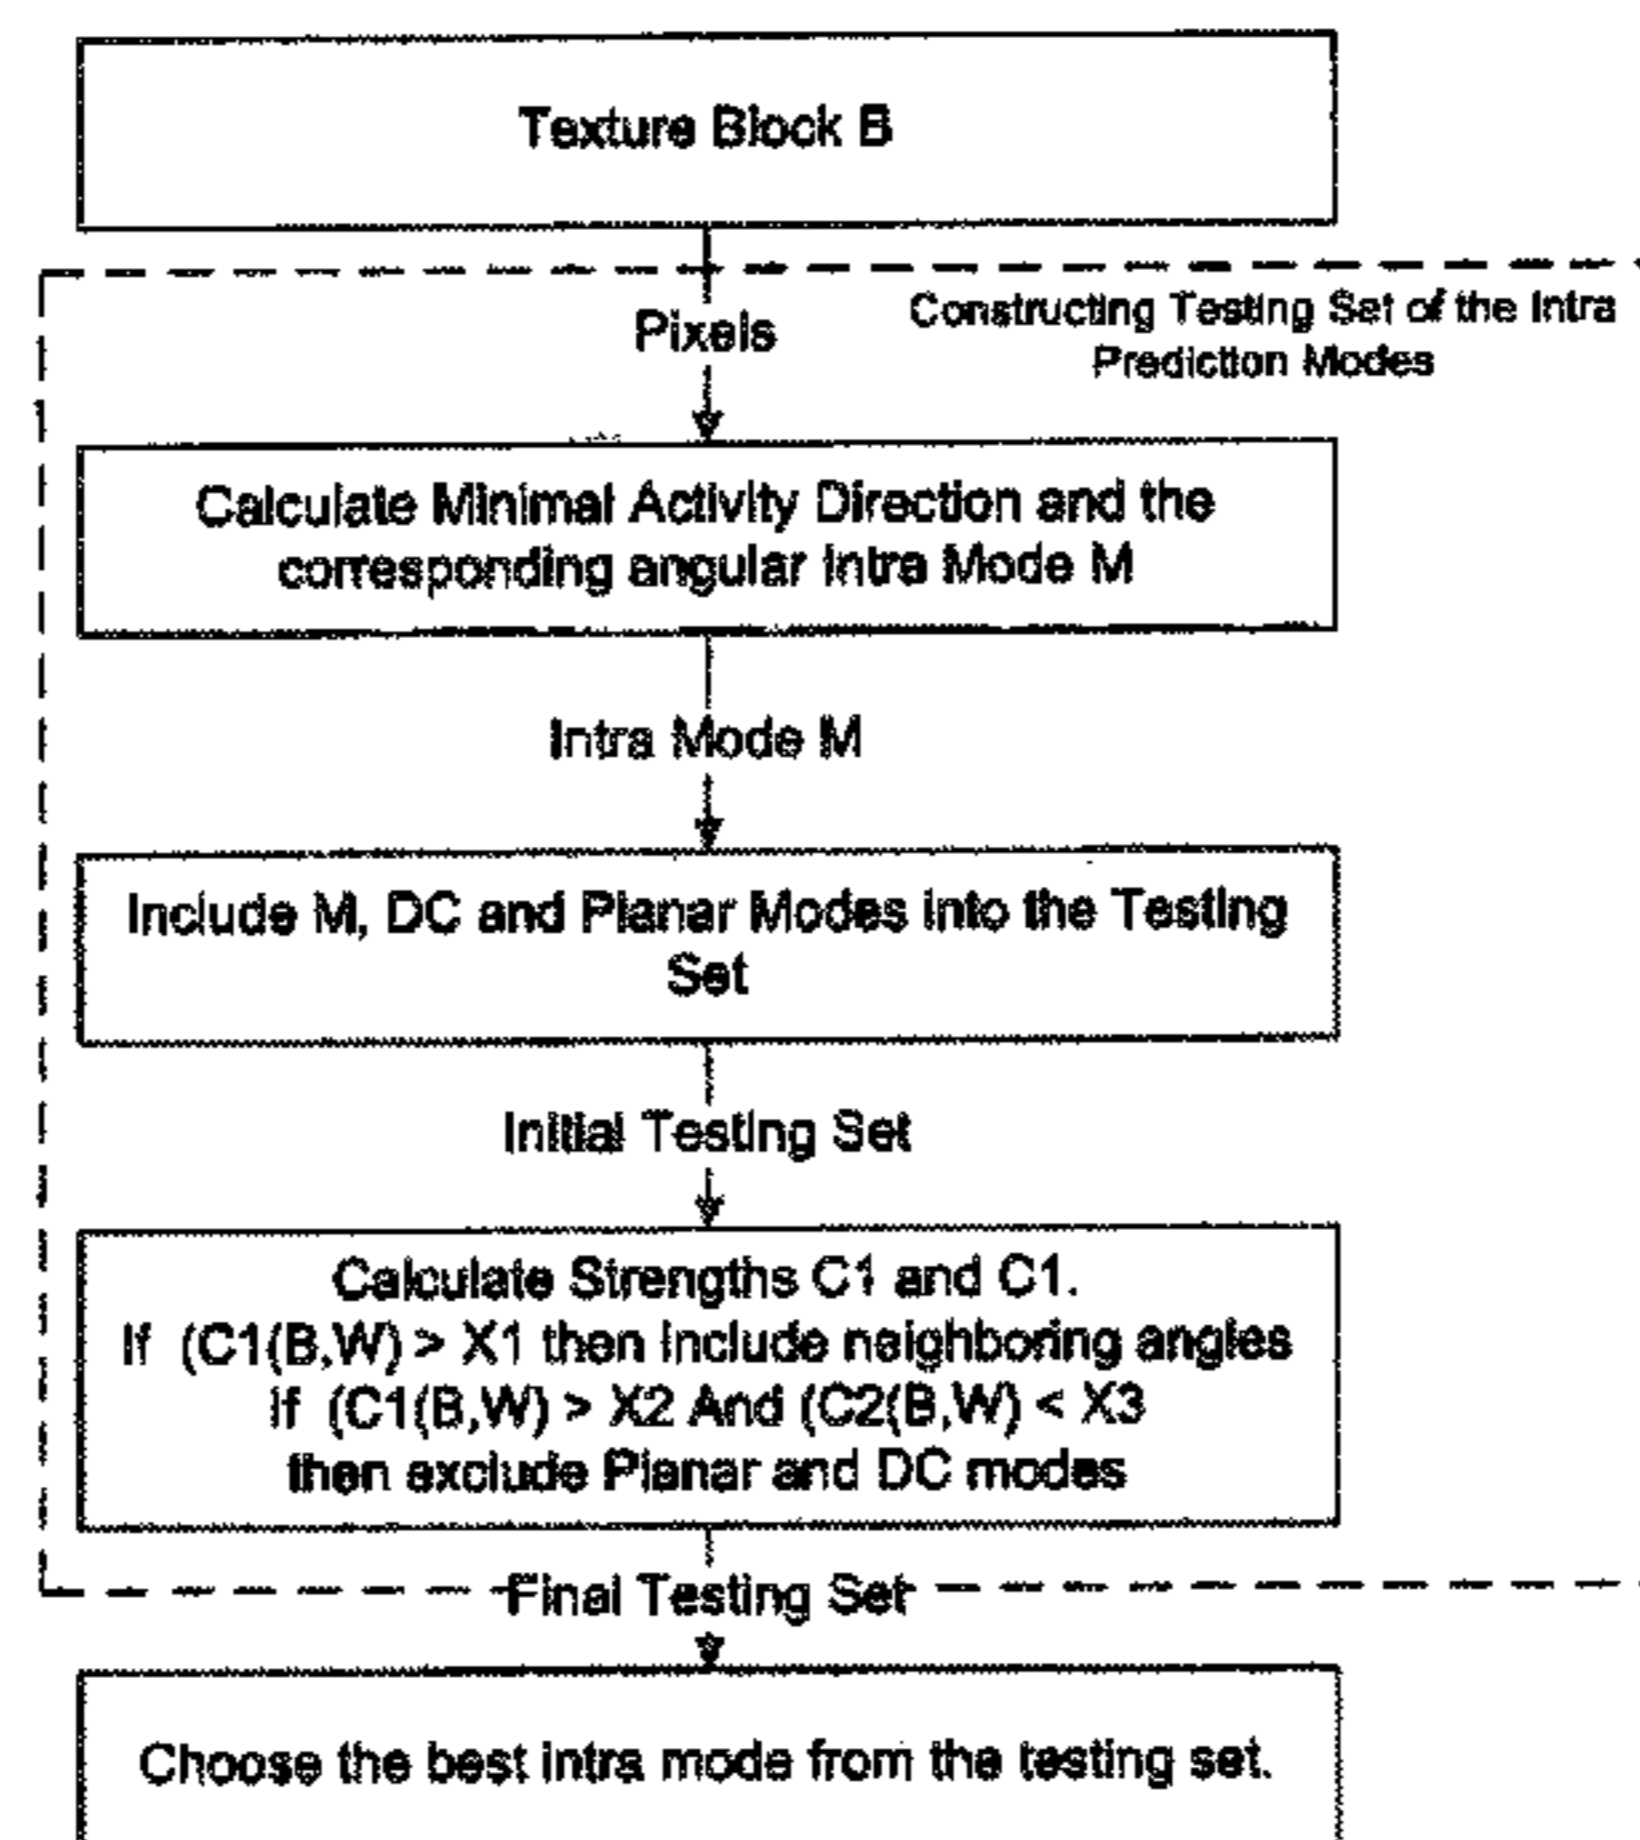 Texture Block B
Pixels
Constructing Testing Set of the Intra
Prediction Modes
Calculate Minimal Activity Direction and the
corresponding angular Intra Mode M
Intra Mode M
Include M, DC and Planar Modes into the Testing
Set
Initial Testing Set
Calculate Strengths C1 and C1.
If (C1(B,W) > X1 then include neighboring angles
If (C1(B,W) > X2 And (C2(B,W) < X3
then exclude Planar and DC modes
Final Testing Set
Choose the best intra mode from the testing set.